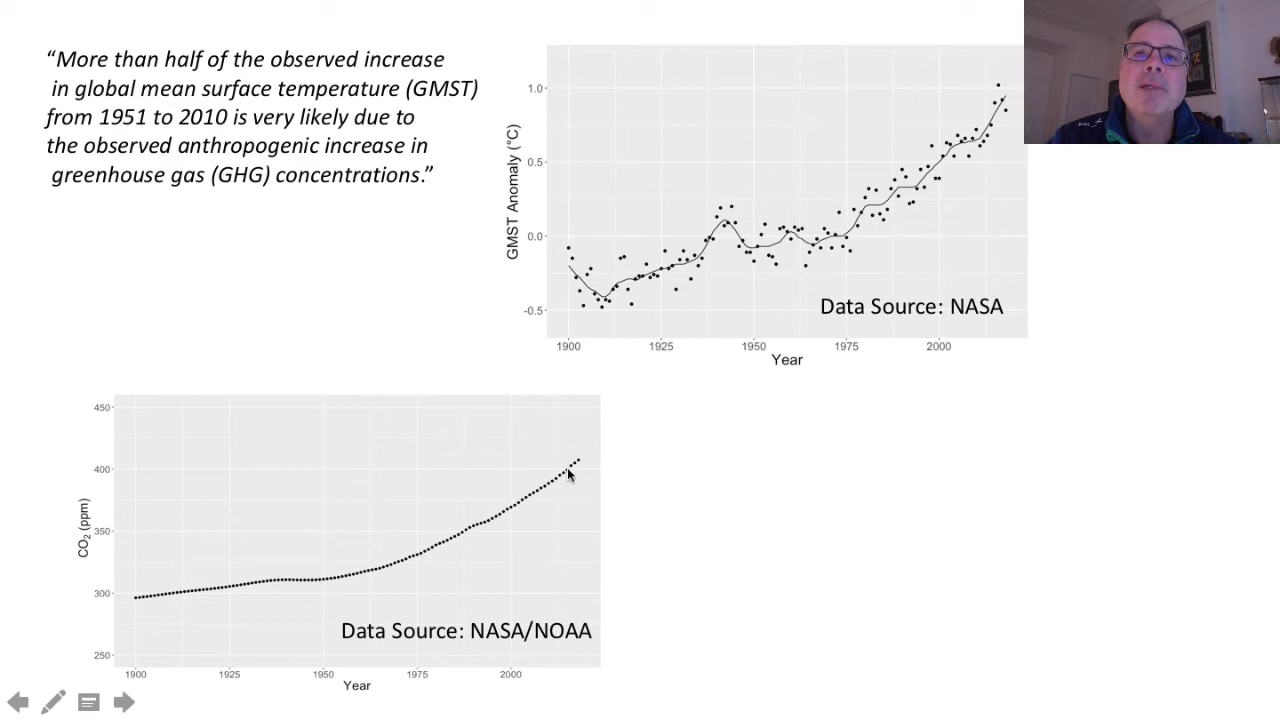 “More than half of the observed increase
in global mean surface temperature (GMST)
from 1951 to 2010 is very likely due to
the observed anthropogenic increase in
greenhouse gas (GHG) concentrations.”
GMST Anomaly (°C)
1.0
0.5
0.0
-0.5
Data Source: NASA
1900 1925 1950 1975 2000
Year
CO2 (ppm)
450
400
350
300
250
Data Source: NASA/NOAA
1900 1925 1950 1975 2000
Year